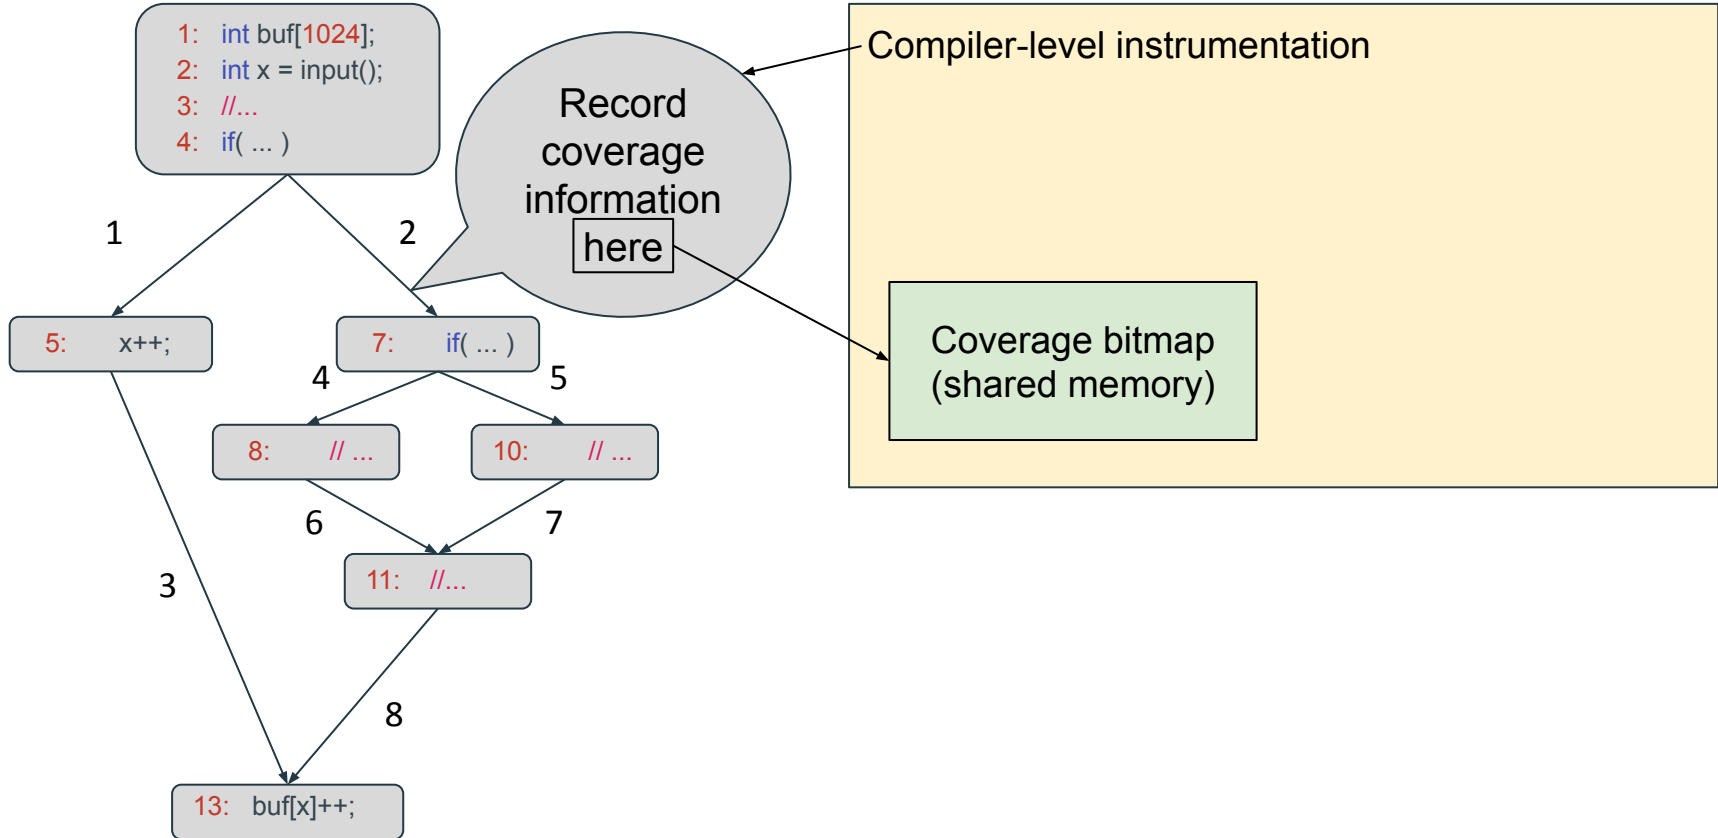 1: int buf[1024];
2: int x = input();
3: //...
4: if( ... )
Record
coverage
information
here
Compiler-level instrumentation
Coverage bitmap
(shared memory)
1
2
5: x++;
7: if( ... )
4
5
8: // ...
10: // ...
6
7
11: //...
3
8
13: buf[x]++;